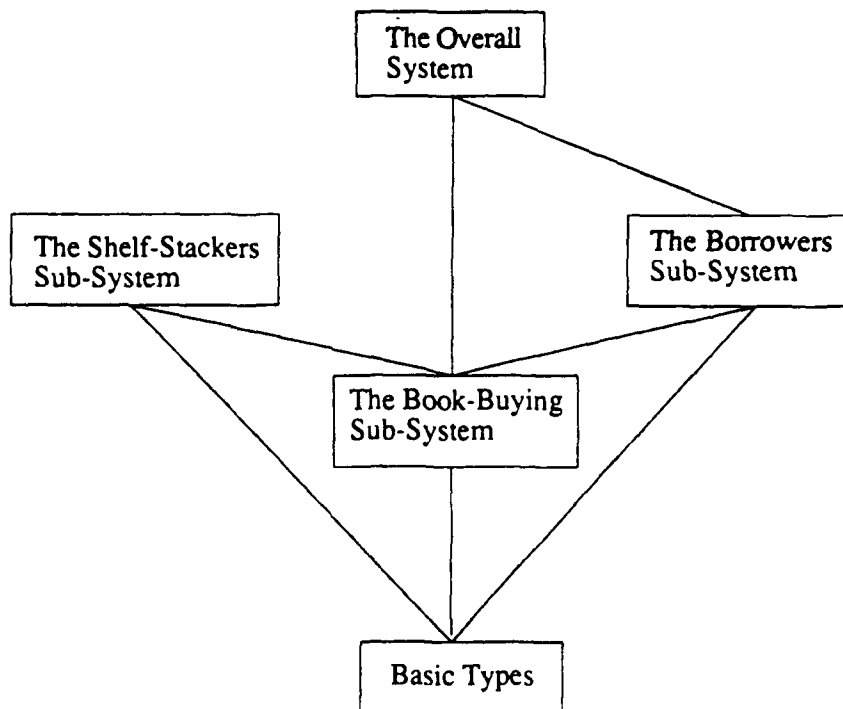 The Overall
System
The Shelf-Stackers
Sub-System
The Borrowers
Sub-System
The Book-Buying
Sub-System
Basic Types